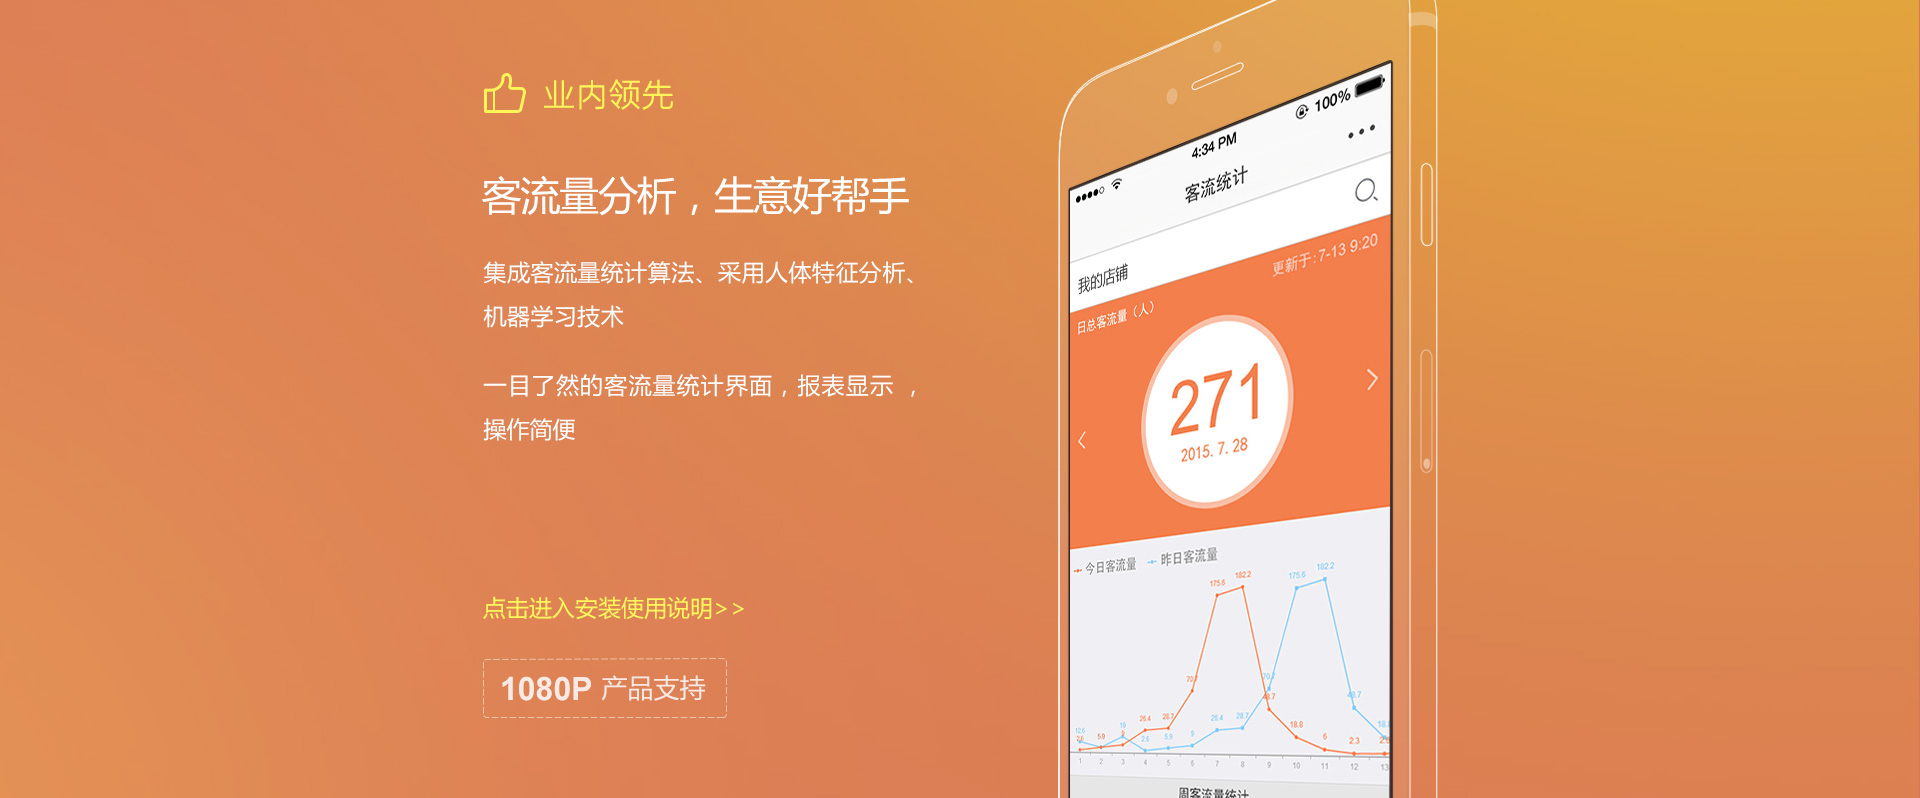 业内领先
客流量分析，生意好帮手
集成客流量统计算法、采用人体特征分析、
机器学习技术
一目了然的客流量统计界面，报表显示 ，
操作简便
点击进入安装使用说明>>
1080P 产品支持
4:34 PM
100%
客流统计
我的店铺
更新于：7-13 9:20
日总客流量（人）
271
2015. 7. 28
今日客流量
昨日客流量
175.6 182.2 175.6 182.2
70.7 70.7 48.7
26.4 28.7 26.4 28.7 18.8
12.6 5.9 19 2.6 5.9 9 6 2.3
1 2 3 4 5 6 7 8 9 10 11 12 13
周客流量统计